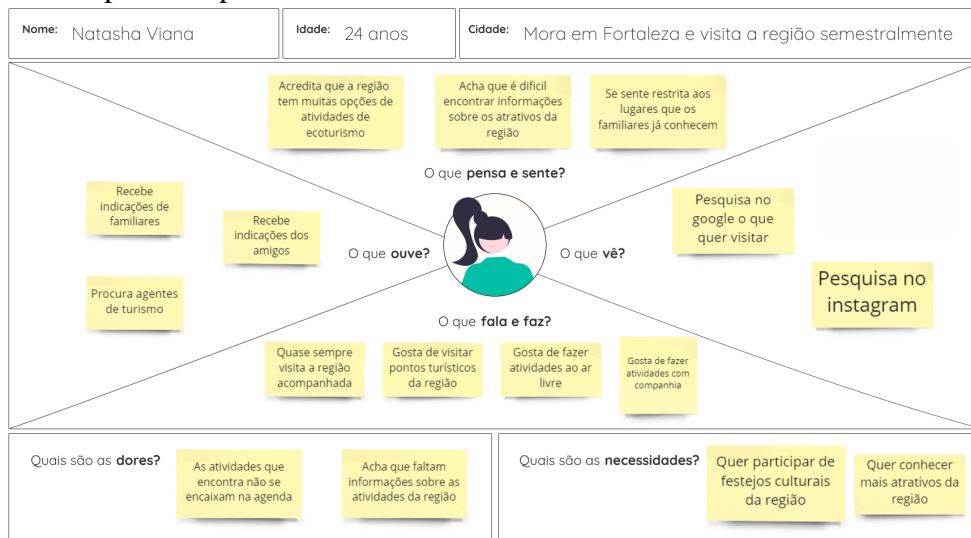 Nome: Natasha Viana
Idade: 24 anos
Cidade: Mora em Fortaleza e visita a região semestralmente
Acredita que a região
tem muitas opções de
atividades de
ecoturismo
Acha que é dificil
encontrar informações
sobre os atrativos da
região
Se sente restrita aos
lugares que os
familiares já conhecem
O que pensa e sente?
Recebe
indicações de
familiares
Recebe
indicações dos
amigos
Procura agentes
de turismo
O que ouve?
O que vê?
Pesquisa no
google o que
quer visitar
Pesquisa no
instagram
O que fala e faz?
Quase sempre
visita a região
acompanhada
Gosta de visitar
pontos turísticos
da região
Gosta de fazer
atividades ao ar
livre
Gosta de fazer
atividades com
companhia
Quais são as dores?
As atividades que
encontra não se
encaixam na agenda
Acha que faltam
informações sobre as
atividades da região
Quais são as necessidades?
Quer participar de
festejos culturais
da região
Quer conhecer
mais atrativos da
região